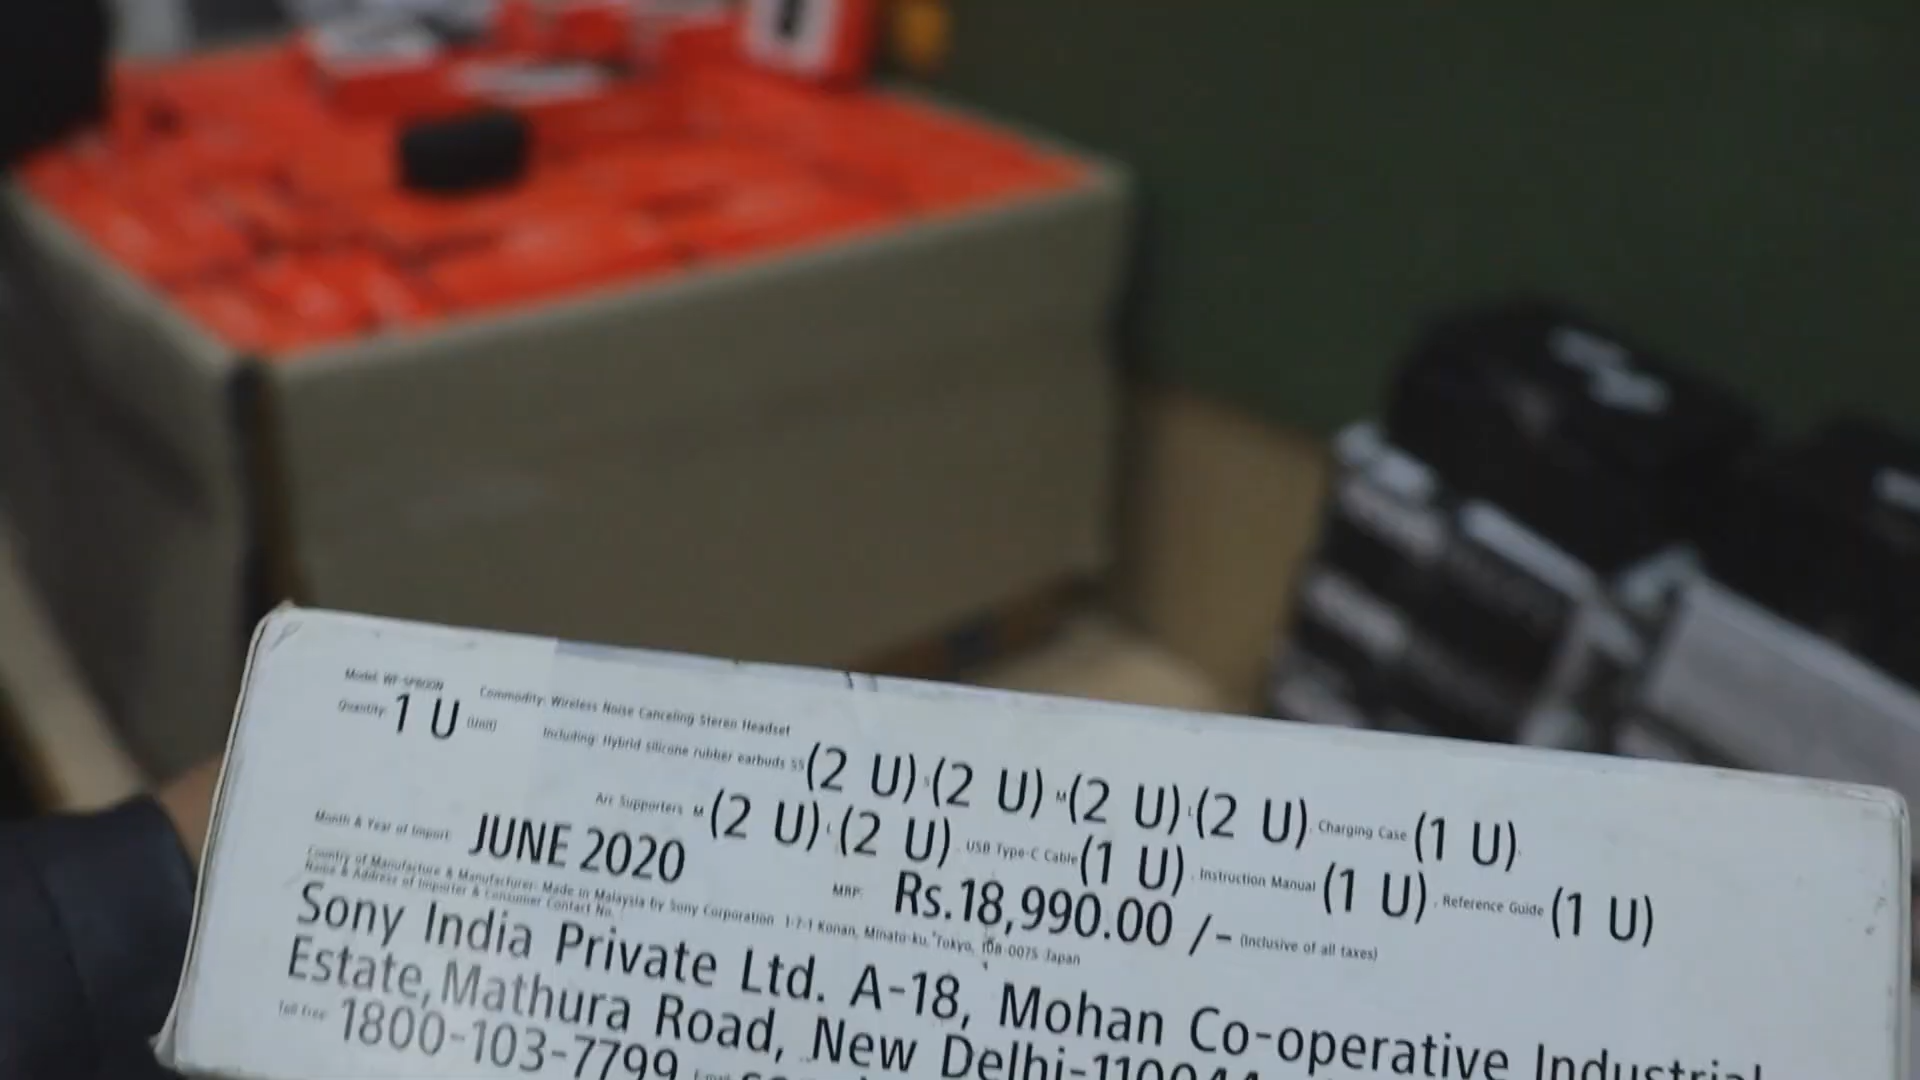 Model: WF-SP800N Commodity: Wireless Noise Canceling Stereo Headset
Quantity: 1 U (Unit) Including: Hybrid silicone rubber earbuds SS (2 U), S (2 U), M (2 U), L (2 U), Charging Case (1 U),
Arc Supporters M (2 U), L (2 U), USB Type-C Cable (1 U), Instruction Manual (1 U), Reference Guide (1 U)
Month & Year of Import: JUNE 2020 MRP: Rs.18,990.00 /- (Inclusive of all taxes)
Country of Manufacture & Manufacturer: Made in Malaysia by Sony Corporation 1-7-1 Konan, Minato-ku, Tokyo, 108-0075 Japan
Name & Address of Importer & Consumer Contact No.
Sony India Private Ltd. A-18, Mohan Co-operative Industrial
Estate, Mathura Road, New Delhi-110044
Toll Free: 1800-103-7799